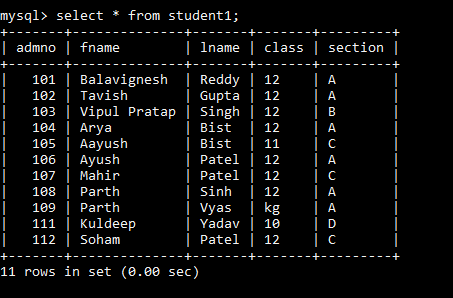 mysql> select * from student1;
+-------+--------------+-------+-------+---------+
| admno | fname        | lname | class | section |
+-------+--------------+-------+-------+---------+
|   101 | Balavignesh  | Reddy | 12    | A       |
|   102 | Tavish       | Gupta | 12    | A       |
|   103 | Vipul Pratap | Singh | 12    | B       |
|   104 | Arya         | Bist  | 12    | A       |
|   105 | Aayush       | Bist  | 11    | C       |
|   106 | Ayush        | Patel | 12    | A       |
|   107 | Mahir        | Patel | 12    | C       |
|   108 | Parth        | Sinh  | 12    | A       |
|   109 | Parth        | Vyas  | kg    | A       |
|   111 | Kuldeep      | Yadav | 10    | D       |
|   112 | Soham        | Patel | 12    | C       |
+-------+--------------+-------+-------+---------+
11 rows in set (0.00 sec)